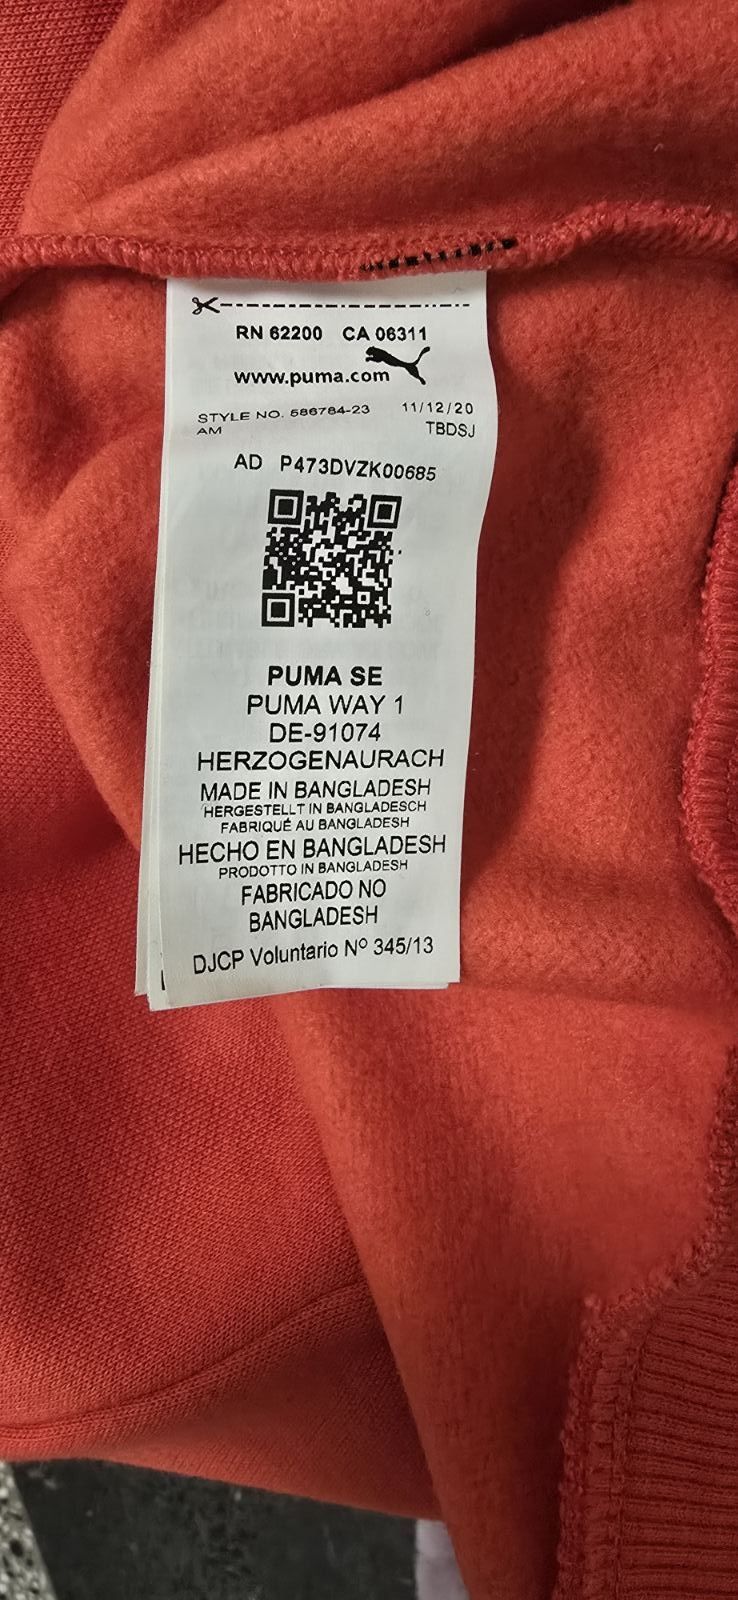 RN 62200 CA 06311
www.puma.com
STYLE NO. 586784-23 11/12/20
AM TBDSJ
AD P473DVZK00685
PUMA SE
PUMA WAY 1
DE-91074
HERZOGENAURACH
MADE IN BANGLADESH
HERGESTELLT IN BANGLADESCH
FABRIQUÉ AU BANGLADESH
HECHO EN BANGLADESH
PRODOTTO IN BANGLADESH
FABRICADO NO
BANGLADESH
DJCP Voluntario Nº 345/13